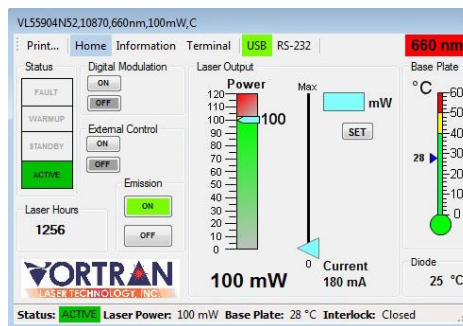 VL55904N52,10870,660nm,100mW,C
Print... Home Information Terminal USB RS-232 660 nm
Status
FAULT
WARMUP
STANDBY
ACTIVE
Laser Hours
1256
Digital Modulation
ON
OFF
External Control
ON
OFF
Emission
ON
OFF
Laser Output
Power
120
110
100
90
80
70
60
50
40
30
20
10
0
100
100 mW
Max
0
mW
SET
Current
180 mA
Base Plate
°C
60
50
40
30
20
10
0
28
Diode
25 °C
VORTRAN
LASER TECHNOLOGY, INC.
Status: ACTIVE Laser Power: 100 mW Base Plate: 28 °C Interlock: Closed